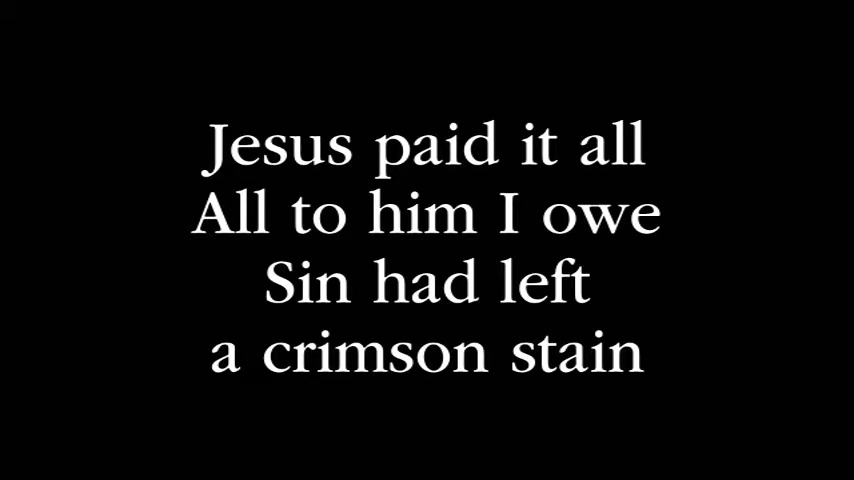 Jesus paid it all
All to him I owe
Sin had left
a crimson stain